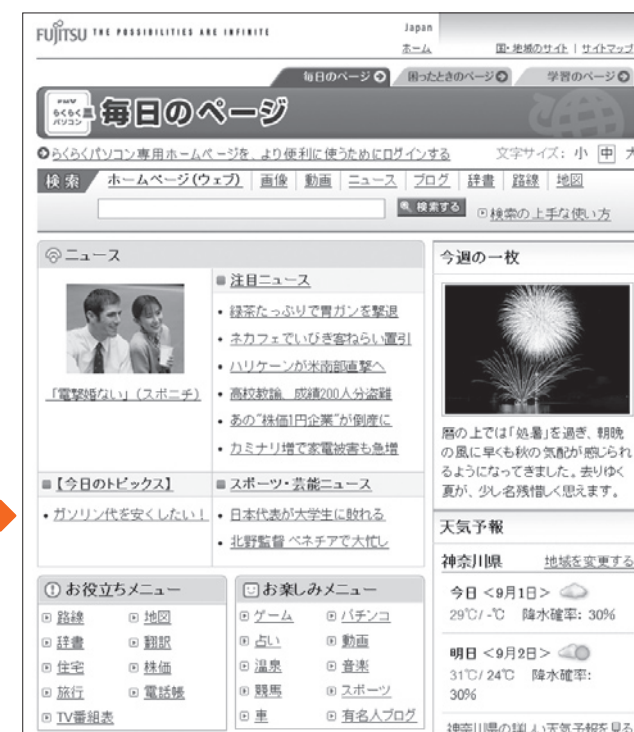 FUJITSU THE POSSIBILITIES ARE INFINITE
Japan
ホーム
国・地域のサイト | サイトマップ
毎日のページ
困ったときのページ
学習のページ
らくらく
パソコン
毎日のページ
らくらくパソコン専用ホームページを、より便利に使うためにログインする
文字サイズ: 小 中 大
検索 ホームページ(ウェブ) 画像 動画 ニュース ブログ 辞書 路線 地図
検索する
検索の上手な使い方
ニュース
「電撃婚ない」(スポニチ)
注目ニュース
・緑茶たっぷりで胃ガンを撃退
・ネカフェでいびき客ねらい置引
・ハリケーンが米南部直撃へ
・高校教諭、成績200人分盗難
・あの"株価1円企業"が倒産に
・カミナリ増で家電被害も急増
【今日のトピックス】
・ガソリン代を安くしたい!
スポーツ・芸能ニュース
・日本代表が大学生に敗れる
・北野監督 ベネチアで大忙し
お役立ちメニュー
路線 地図
辞書 翻訳
住宅 株価
旅行 電話帳
TV番組表
お楽しみメニュー
ゲーム パチンコ
占い 動画
温泉 音楽
競馬 スポーツ
車 有名人ブログ
今週の一枚
暦の上では「処暑」を過ぎ、朝晩
の風に早くも秋の気配が感じられ
るようになってきました。去りゆく
夏が、少し名残惜しく思えます。
天気予報
神奈川県 地域を変更する
今日 <9月1日>
29℃/-℃ 降水確率: 30%
明日 <9月2日>
31℃/24℃ 降水確率:
30%
神奈川県の詳しい天気予報を見る